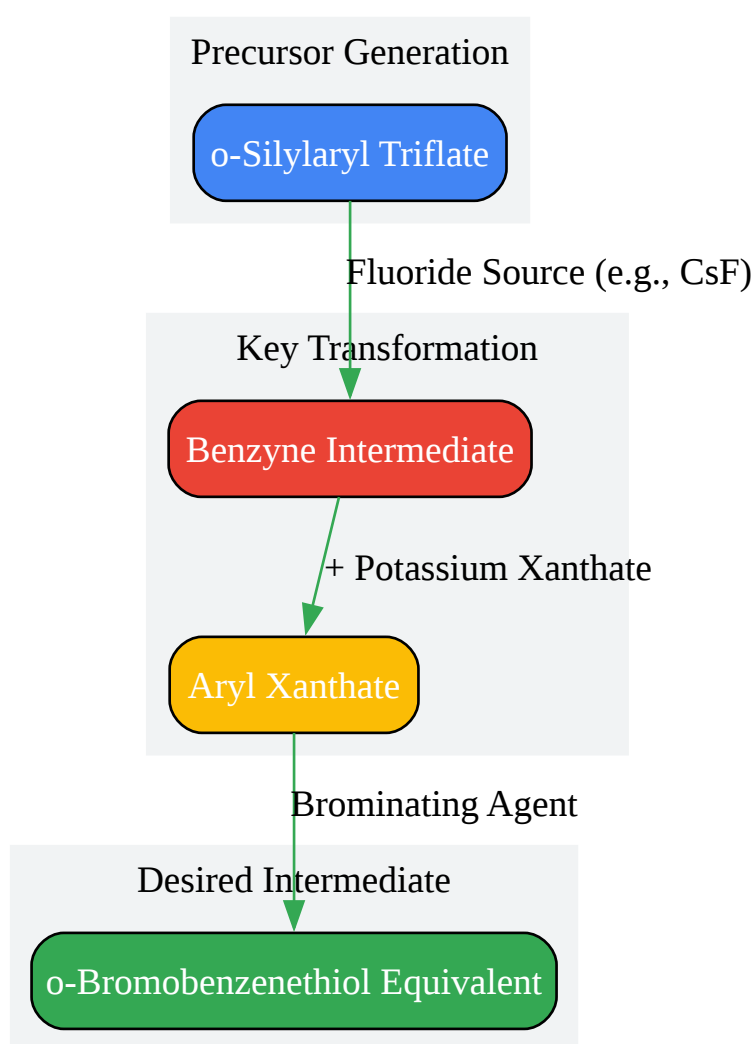 Precursor Generation
o-Silylaryl Triflate
Fluoride Source (e.g., CsF)
Key Transformation
Benzyne Intermediate
+ Potassium Xanthate
Aryl Xanthate
Brominating Agent
Desired Intermediate
o-Bromobenzenethiol Equivalent